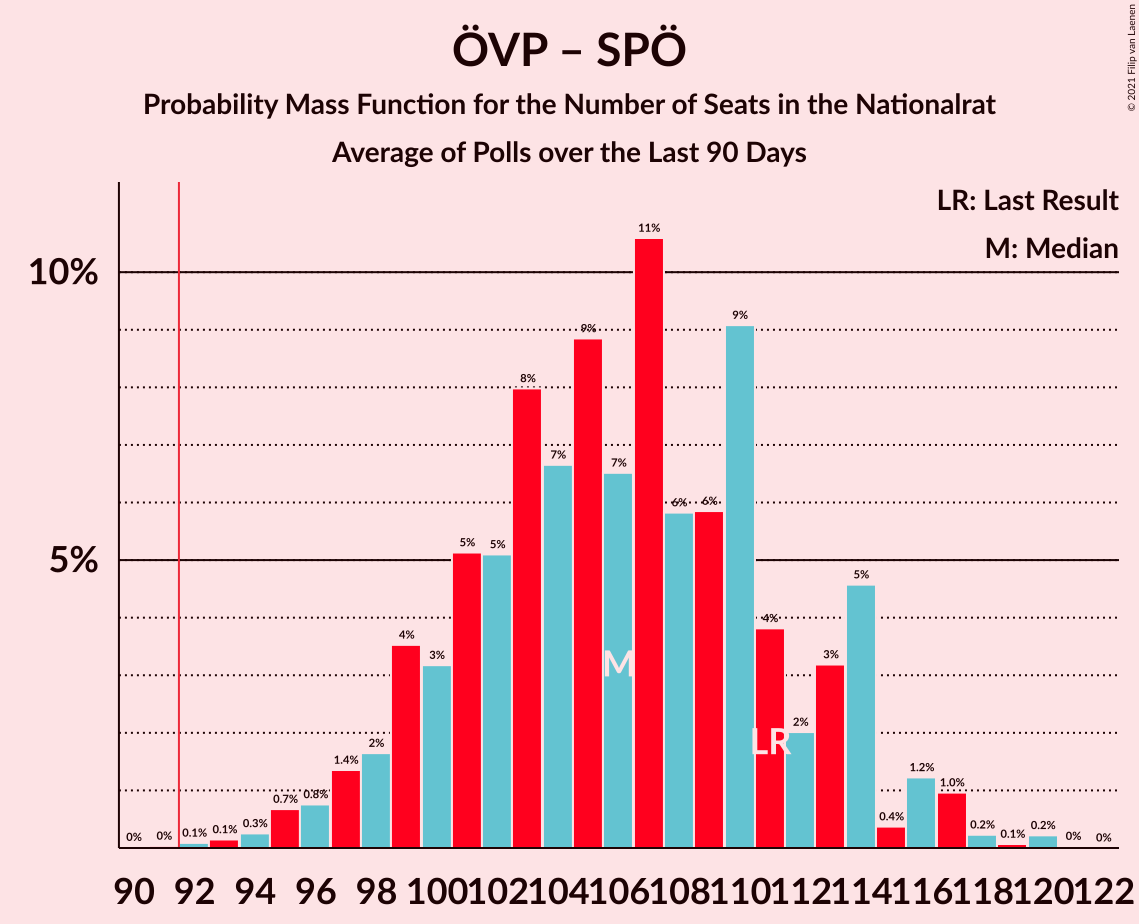 © 2021 Filip van Laenen
ÖVP – SPÖ
Probability Mass Function for the Number of Seats in the Nationalrat
Average of Polls over the Last 90 Days
LR: Last Result
M: Median
10%
5%
0% 0% 0.1% 0.1% 0.3% 0.7% 0.8% 1.4% 2% 4% 3% 5% 5% 8% 7% 9% 7% 11% 6% 6% 9% 4% 2% 3% 5% 0.4% 1.2% 1.0% 0.2% 0.1% 0.2% 0% 0%
M
LR
90 92 94 96 98 100 102 104 106 108 110 112 114 116 118 120 122